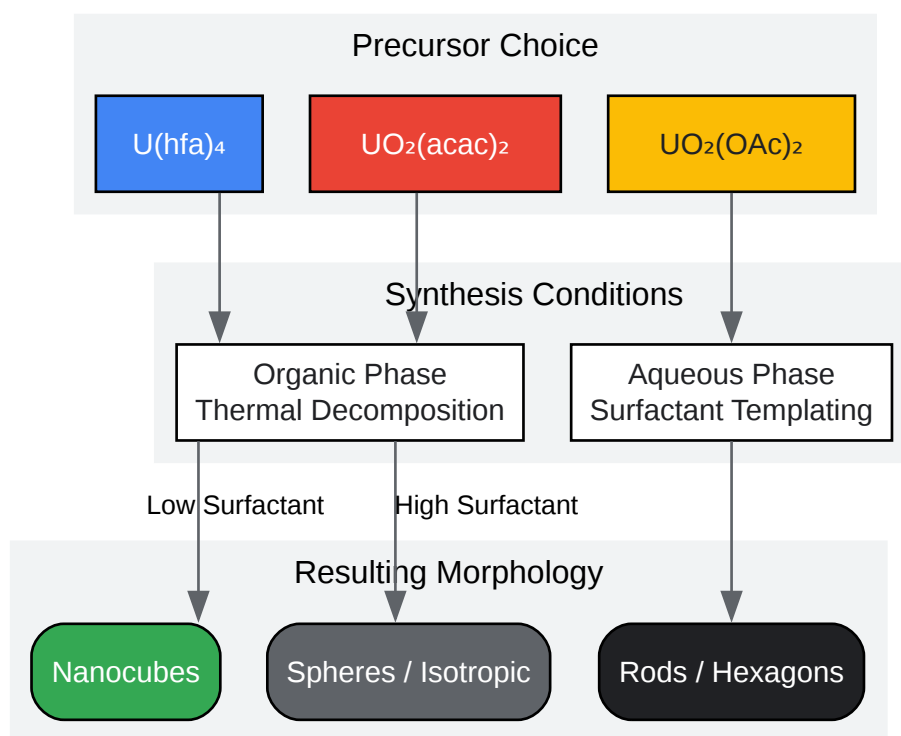 Precursor Choice
U(hfa)₄
UO₂(acac)₂
UO₂(OAc)₂
Synthesis Conditions
Organic Phase
Thermal Decomposition
Aqueous Phase
Surfactant Templating
Low Surfactant
High Surfactant
Resulting Morphology
Nanocubes
Spheres / Isotropic
Rods / Hexagons